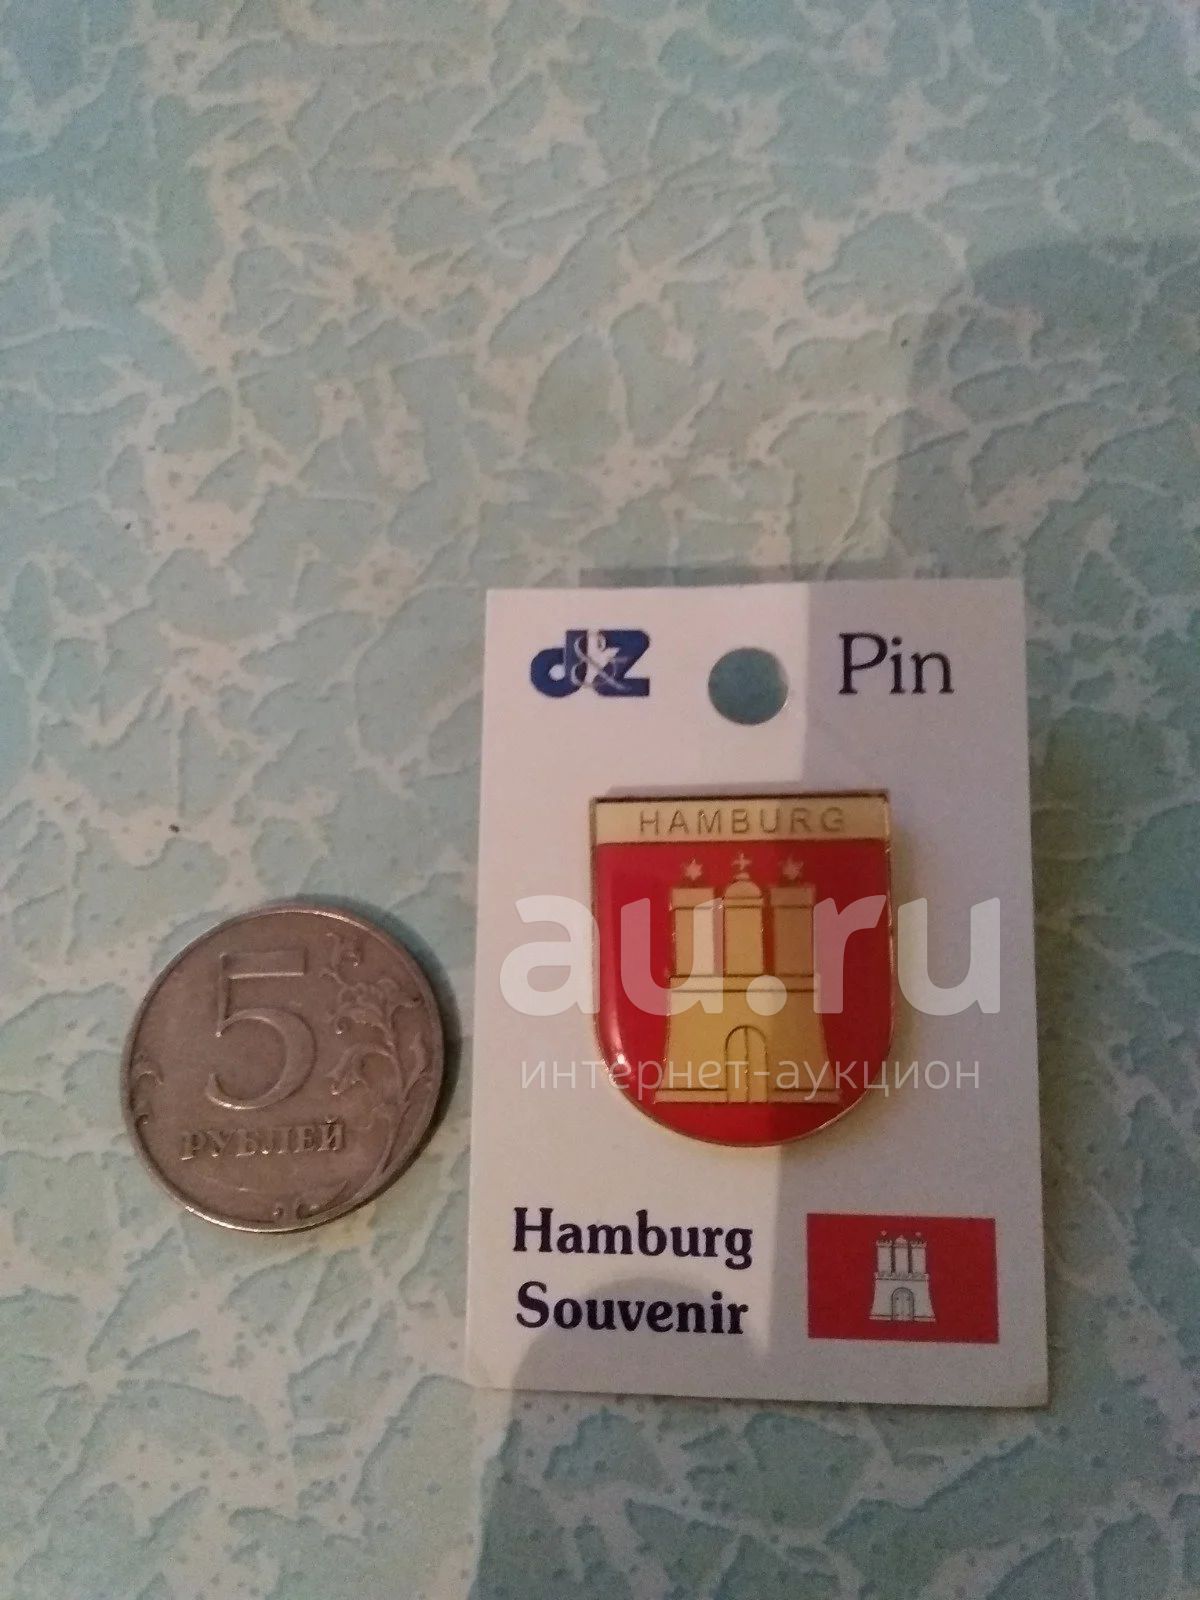 d&z
Pin
HAMBURG
au.ru
интернет-аукцион
5
РУБЛЕЙ
Hamburg
Souvenir